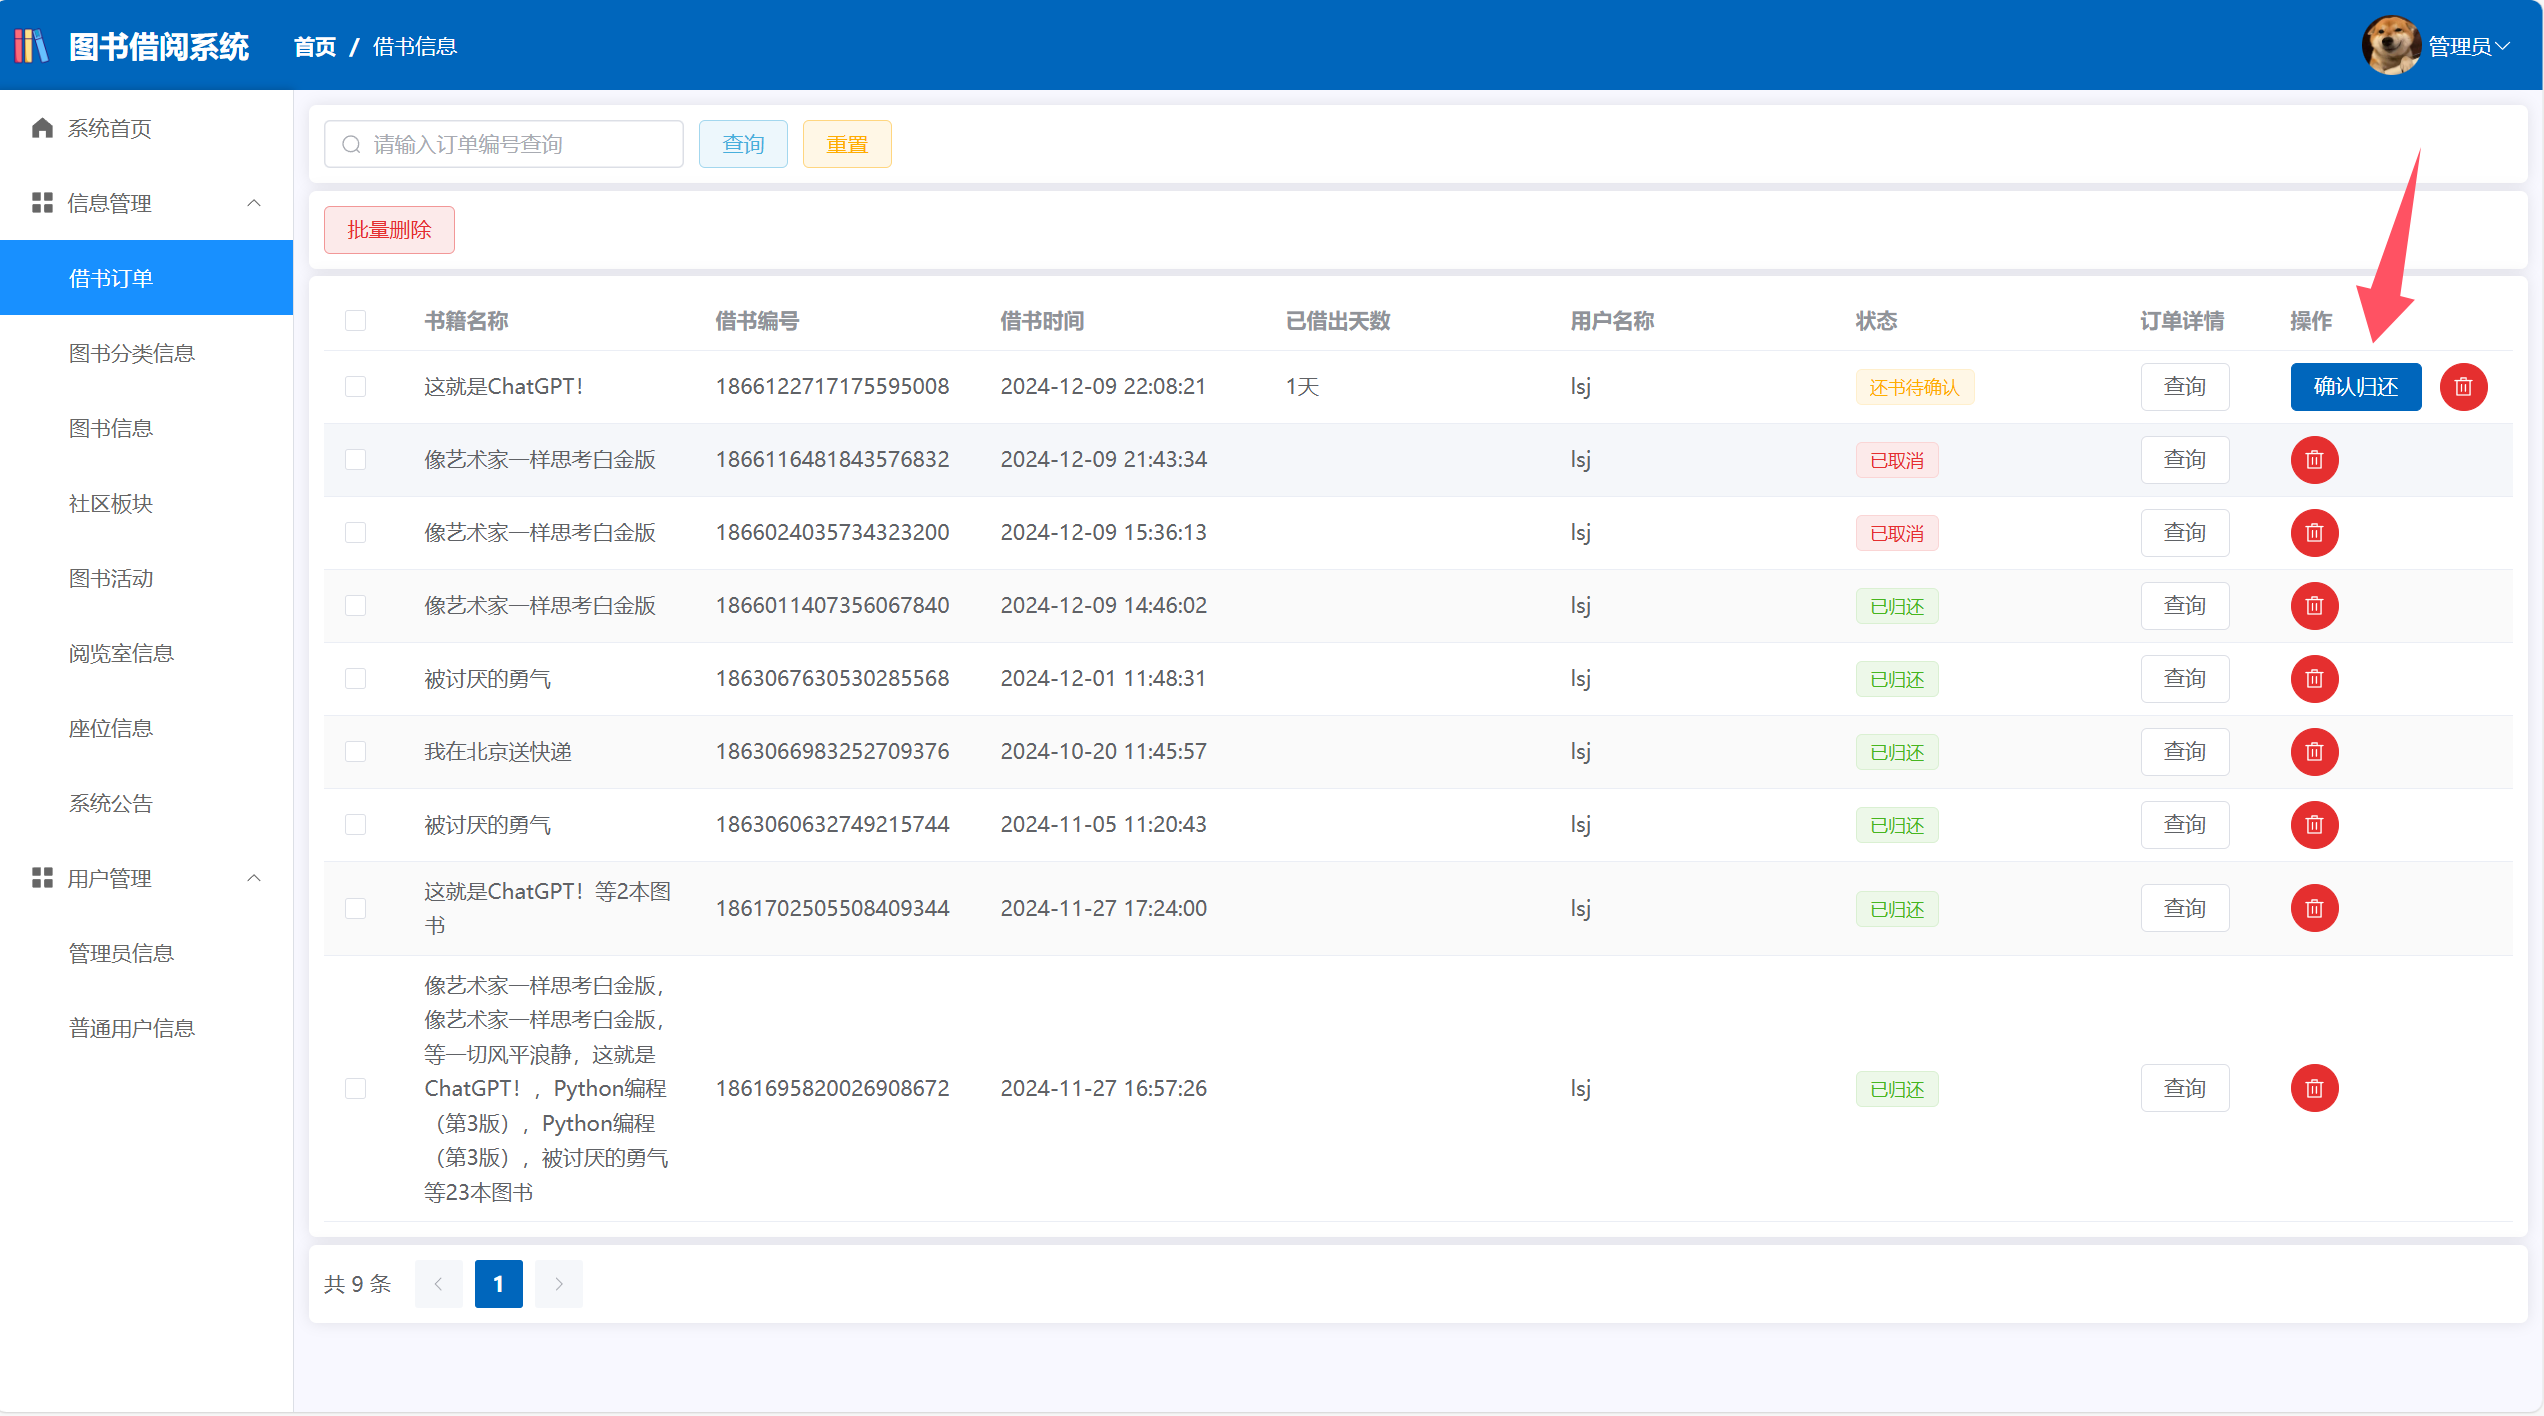 图书借阅系统
首页 / 借书信息
管理员
系统首页
信息管理
借书订单
图书分类信息
图书信息
社区板块
图书活动
阅览室信息
座位信息
系统公告
用户管理
管理员信息
普通用户信息
请输入订单编号查询 查询 重置
批量删除
书籍名称 借书编号 借书时间 已借出天数 用户名称 状态 订单详情 操作
这就是ChatGPT！ 1866122717175595008 2024-12-09 22:08:21 1天 lsj 还书待确认 查询 确认归还
像艺术家一样思考白金版 1866116481843576832 2024-12-09 21:43:34 lsj 已取消 查询
像艺术家一样思考白金版 1866024035734323200 2024-12-09 15:36:13 lsj 已取消 查询
像艺术家一样思考白金版 1866011407356067840 2024-12-09 14:46:02 lsj 已归还 查询
被讨厌的勇气 1863067630530285568 2024-12-01 11:48:31 lsj 已归还 查询
我在北京送快递 1863066983252709376 2024-10-20 11:45:57 lsj 已归还 查询
被讨厌的勇气 1863060632749215744 2024-11-05 11:20:43 lsj 已归还 查询
这就是ChatGPT！等2本图
书
1861702505508409344 2024-11-27 17:24:00 lsj 已归还 查询
像艺术家一样思考白金版，
像艺术家一样思考白金版，
等一切风平浪静，这就是
ChatGPT！，Python编程
（第3版），Python编程
（第3版），被讨厌的勇气
等23本图书
1861695820026908672 2024-11-27 16:57:26 lsj 已归还 查询
共 9 条 1